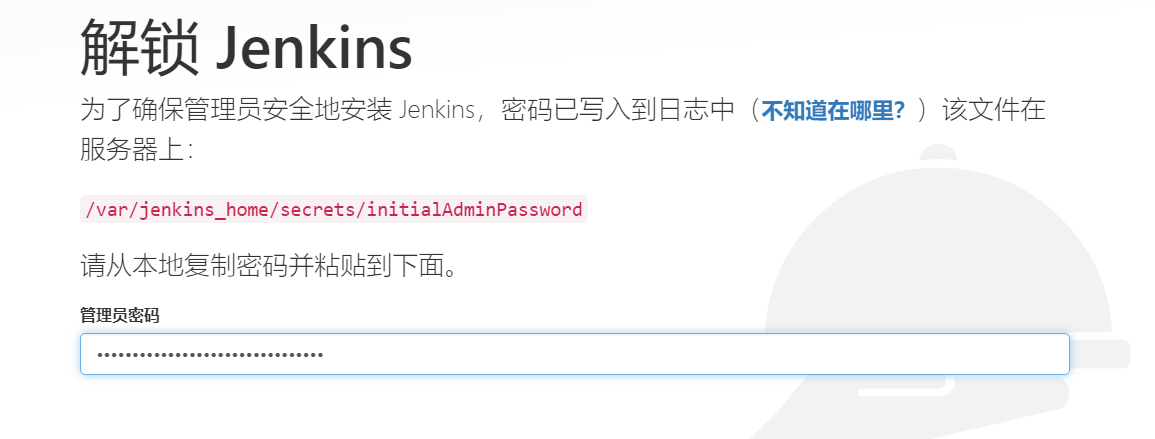 解锁 Jenkins
为了确保管理员安全地安装 Jenkins，密码已写入到日志中（不知道在哪里？）该文件在
服务器上：
/var/jenkins_home/secrets/initialAdminPassword
请从本地复制密码并粘贴到下面。
管理员密码
••••••••••••••••••••••••••••••••